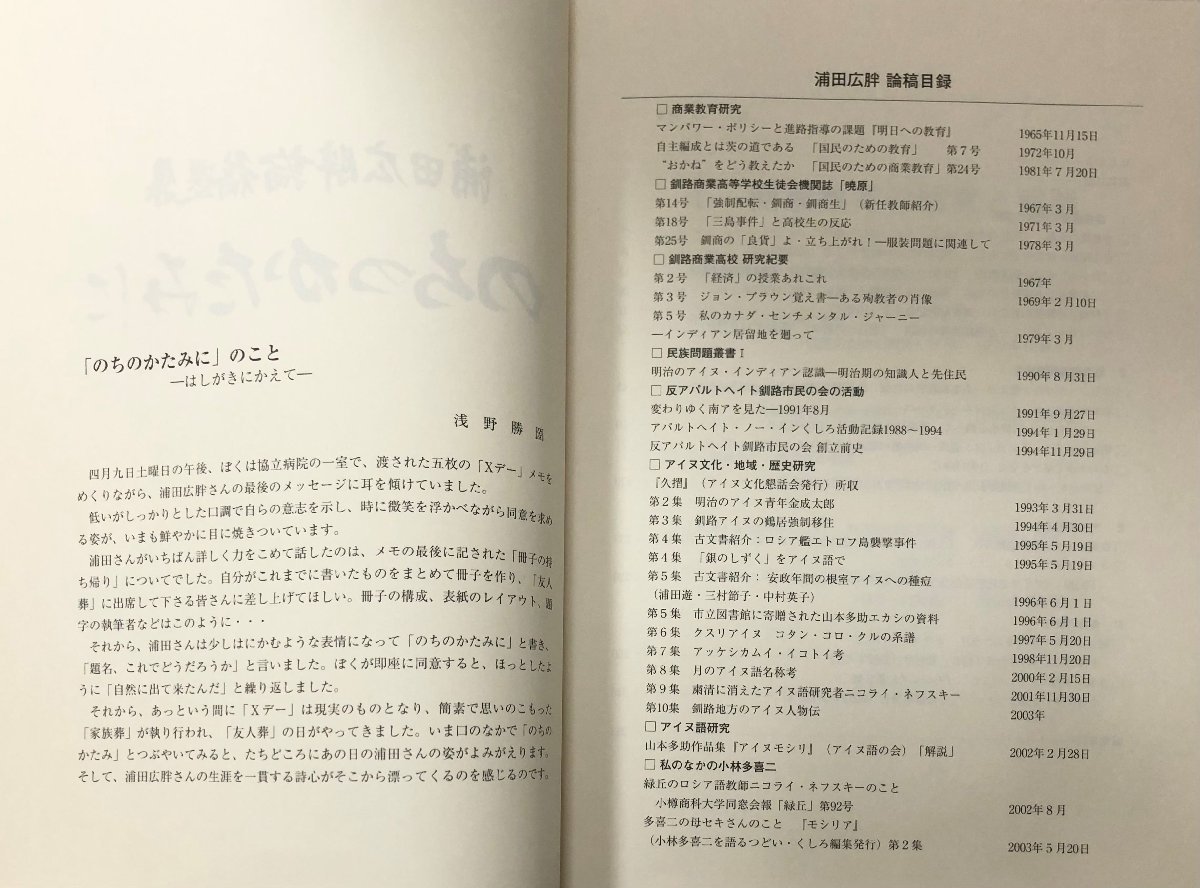 「のちのかたみに」のこと
―はしがきにかえて―
浅野勝
四月九日土曜日の午後、ぼくは協立病院の一室で、渡された五枚の「Xデー」メモを
めくりながら、浦田広胖さんの最後のメッセージに耳を傾けていました。
低いがしっかりとした口調で自らの意志を示し、時に微笑を浮かべながら同意を求め
る姿が、いまも鮮やかに目に焼きついています。
浦田さんがいちばん詳しく力をこめて話したのは、メモの最後に記された「冊子の持
ち帰り」についてでした。自分がこれまでに書いたものをまとめて冊子を作り、「友人
葬」に出席して下さる皆さんに差し上げてほしい。冊子の構成、表紙のレイアウト、題
字の執筆者などはこのように・・・
それから、浦田さんは少しはにかむような表情になって「のちのかたみに」と書き、
「題名、これでどうだろうか」と言いました。ぼくが即座に同意すると、ほっとしたよ
うに「自然に出て来たんだ」と繰り返しました。
それから、あっという間に「Xデー」は現実のものとなり、簡素で思いのこもった
「家族葬」が執り行われ、「友人葬」の日がやってきました。いま口のなかで「のちの
かたみ」とつぶやいてみると、たちどころにあの日の浦田さんの姿がよみがえります。
そして、浦田広胖さんの生涯を一貫する詩心がそこから漂ってくるのを感じるのです。
浦田広胖 論稿目録
□ 商業教育研究
マンパワー・ポリシーと進路指導の課題『明日への教育』 1965年11月15日
自主編成とは茨の道である 「国民のための教育」 第7号 1972年10月
“おかね”をどう教えたか 「国民のための商業教育」第24号 1981年7月20日
□ 釧路商業高等学校生徒会機関誌「曉原」
第14号 「強制配転・釧商・釧商生」（新任教師紹介） 1967年3月
第18号 「三島事件」と高校生の反応 1971年3月
第25号 釧商の「良貨」よ・立ち上がれ！―服装問題に関連して 1978年3月
□ 釧路商業高校 研究紀要
第2号 「経済」の授業あれこれ 1967年
第3号 ジョン・ブラウン覚え書―ある殉教者の肖像 1969年2月10日
第5号 私のカナダ・センチメンタル・ジャーニー
―インディアン居留地を廻って 1979年3月
□ 民族問題叢書Ⅰ
明治のアイヌ・インディアン認識―明治期の知識人と先住民 1990年8月31日
□ 反アパルトヘイト釧路市民の会の活動
変わりゆく南アを見た―1991年8月 1991年9月27日
アパルトヘイト・ノー・インくしろ活動記録1988～1994 1994年1月29日
反アパルトヘイト釧路市民の会 創立前史 1994年11月29日
□ アイヌ文化・地域・歴史研究
『久摺』（アイヌ文化懇話会発行）所収
第2集 明治のアイヌ青年金成太郎 1993年3月31日
第3集 釧路アイヌの鶴居強制移住 1994年4月30日
第4集 古文書紹介：ロシア艦エトロフ島襲撃事件 1995年5月19日
第4集 「銀のしずく」をアイヌ語で 1995年5月19日
第5集 古文書紹介： 安政年間の根室アイヌへの種痘
（浦田遊・三村節子・中村英子） 1996年6月1日
第5集 市立図書館に寄贈された山本多助エカシの資料 1996年6月1日
第6集 クスリアイヌ コタン・コロ・クルの系譜 1997年5月20日
第7集 アッケシカムイ・イコトイ考 1998年11月20日
第8集 月のアイヌ語名称考 2000年2月15日
第9集 粛清に消えたアイヌ語研究者ニコライ・ネフスキー 2001年11月30日
第10集 釧路地方のアイヌ人物伝 2003年
□ アイヌ語研究
山本多助作品集『アイヌモシリ』（アイヌ語の会）「解説」 2002年2月28日
□ 私のなかの小林多喜二
緑丘のロシア語教師ニコライ・ネフスキーのこと
小樽商科大学同窓会報「緑丘」第92号 2002年8月
多喜二の母セキさんのこと 『モシリア』
（小林多喜二を語るつどい・くしろ編集発行）第2集 2003年5月20日